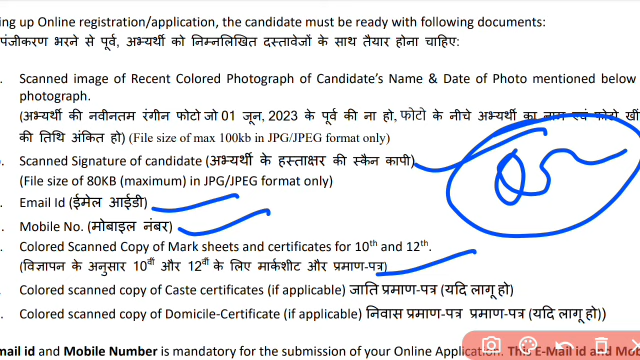 ing up Online registration/application, the candidate must be ready with following documents:
पंजीकरण भरने से पूर्व, अभ्यर्थी को निम्नलिखित दस्तावेजों के साथ तैयार होना चाहिए:
Scanned image of Recent Colored Photograph of Candidate's Name & Date of Photo mentioned below
photograph.
(अभ्यर्थी की नवीनतम रंगीन फोटो जो 01 जून, 2023 के पूर्व की ना हो, फोटो के नीचे अभ्यर्थी का नाम एवं फोटो खीं
की तिथि अंकित हो) (File size of max 100kb in JPG/JPEG format only)
Scanned Signature of candidate (अभ्यर्थी के हस्ताक्षर की स्कैन कापी)
(File size of 80KB (maximum) in JPG/JPEG format only)
Email Id (ईमेल आईडी)
Mobile No. (मोबाइल नंबर)
Colored Scanned Copy of Mark sheets and certificates for 10th and 12th.
(विज्ञापन के अनुसार 10वीं और 12वीं के लिए मार्कशीट और प्रमाण-पत्र)
Colored scanned copy of Caste certificates (if applicable) जाति प्रमाण-पत्र (यदि लागू हो)
Colored scanned copy of Domicile-Certificate (if applicable) निवास प्रमाण-पत्र प्रमाण-पत्र (यदि लागू हो))
mail id and Mobile Number is mandatory for the submission of your Online Application. This E-Mail id and Mo